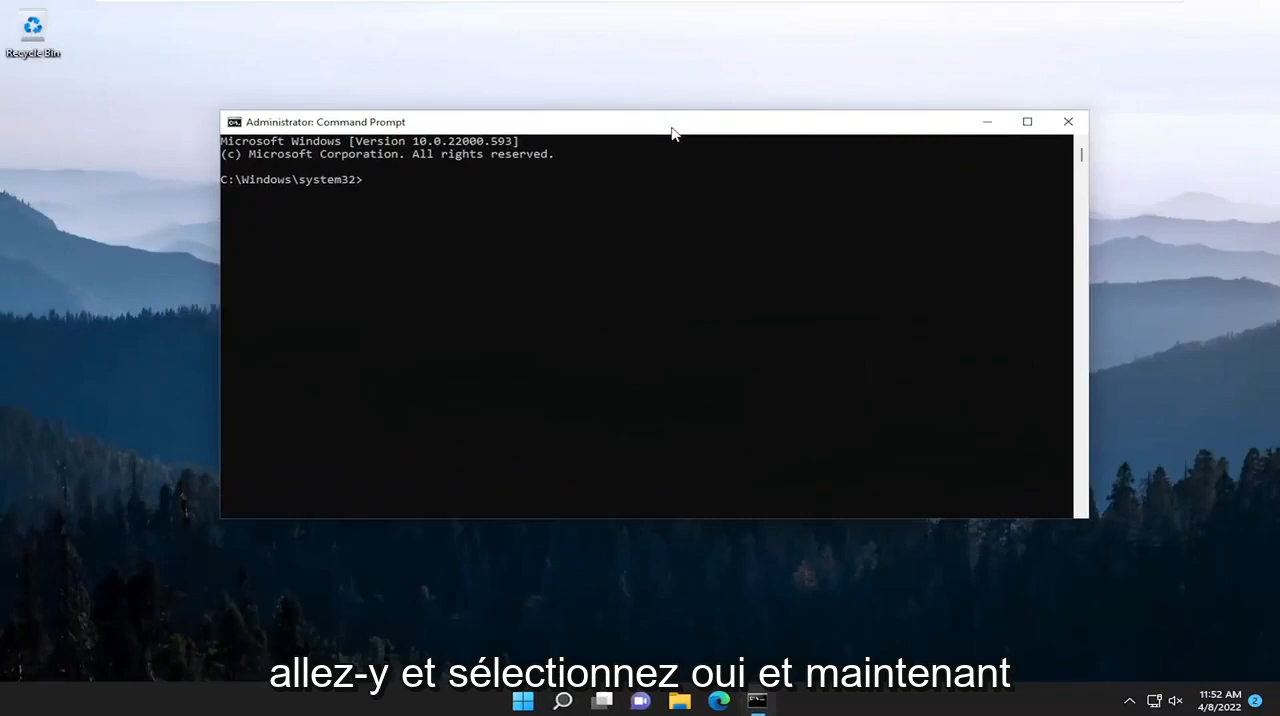 Recycle Bin
Administrator: Command Prompt
Microsoft Windows [Version 10.0.22000.593]
(c) Microsoft Corporation. All rights reserved.
C:\Windows\system32>
allez-y et sélectionnez oui et maintenant
11:52 AM
4/8/2022
2